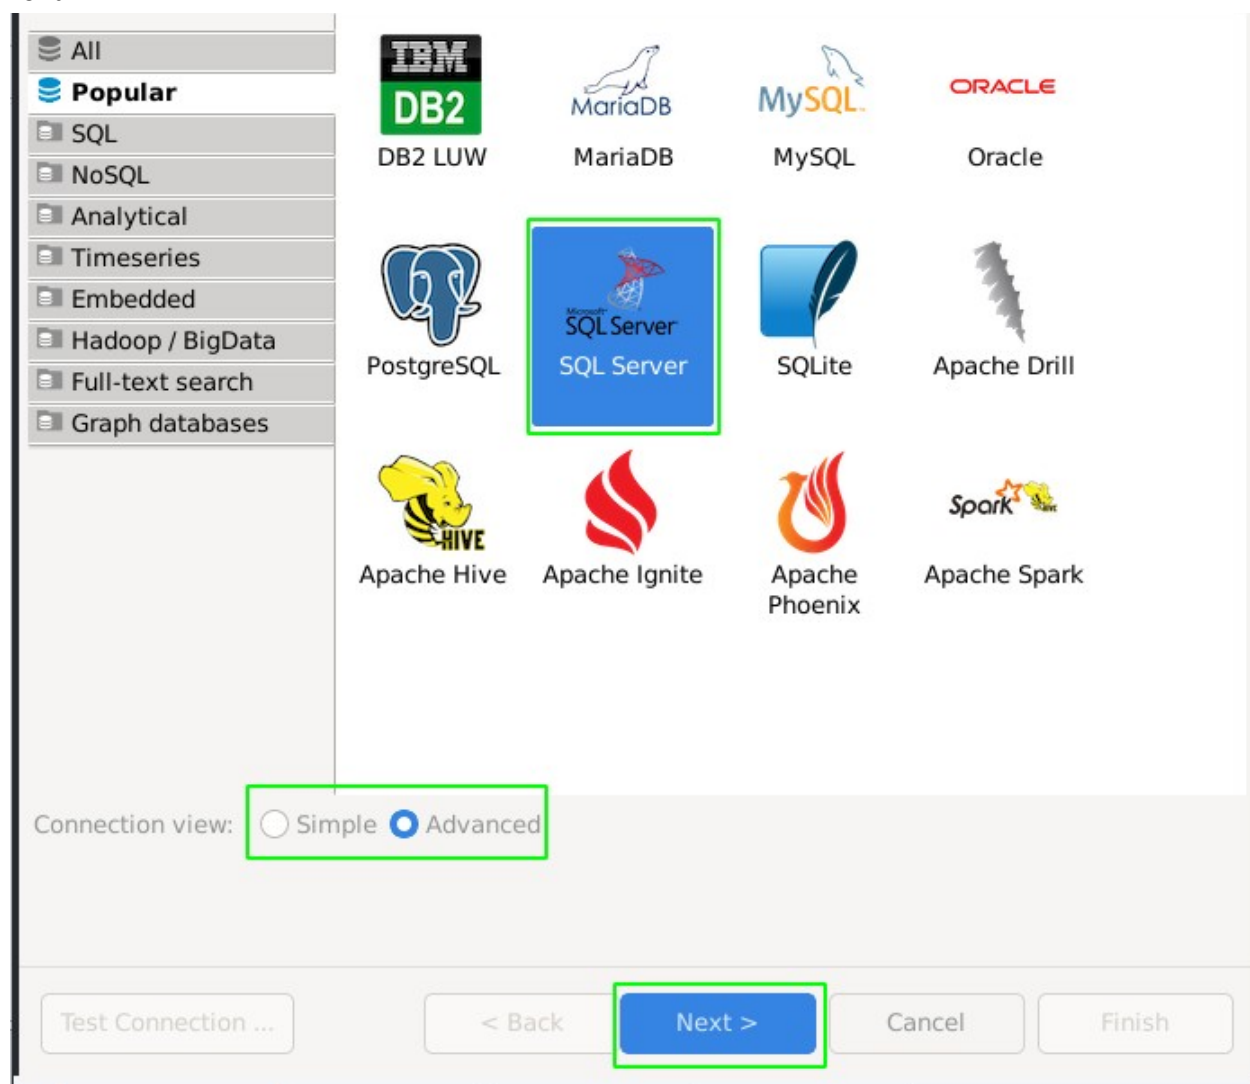 All
Popular
SQL
NoSQL
Analytical
Timeseries
Embedded
Hadoop / BigData
Full-text search
Graph databases
IBM
DB2
MariaDB
MySQL
ORACLE
DB2 LUW
MariaDB
MySQL
Oracle
Microsoft
SQL Server
PostgreSQL
SQL Server
SQLite
Apache Drill
HIVE
Spark
Apache Hive
Apache Ignite
Apache
Phoenix
Apache Spark
Connection view:
Simple
Advanced
Test Connection ...
< Back
Next >
Cancel
Finish